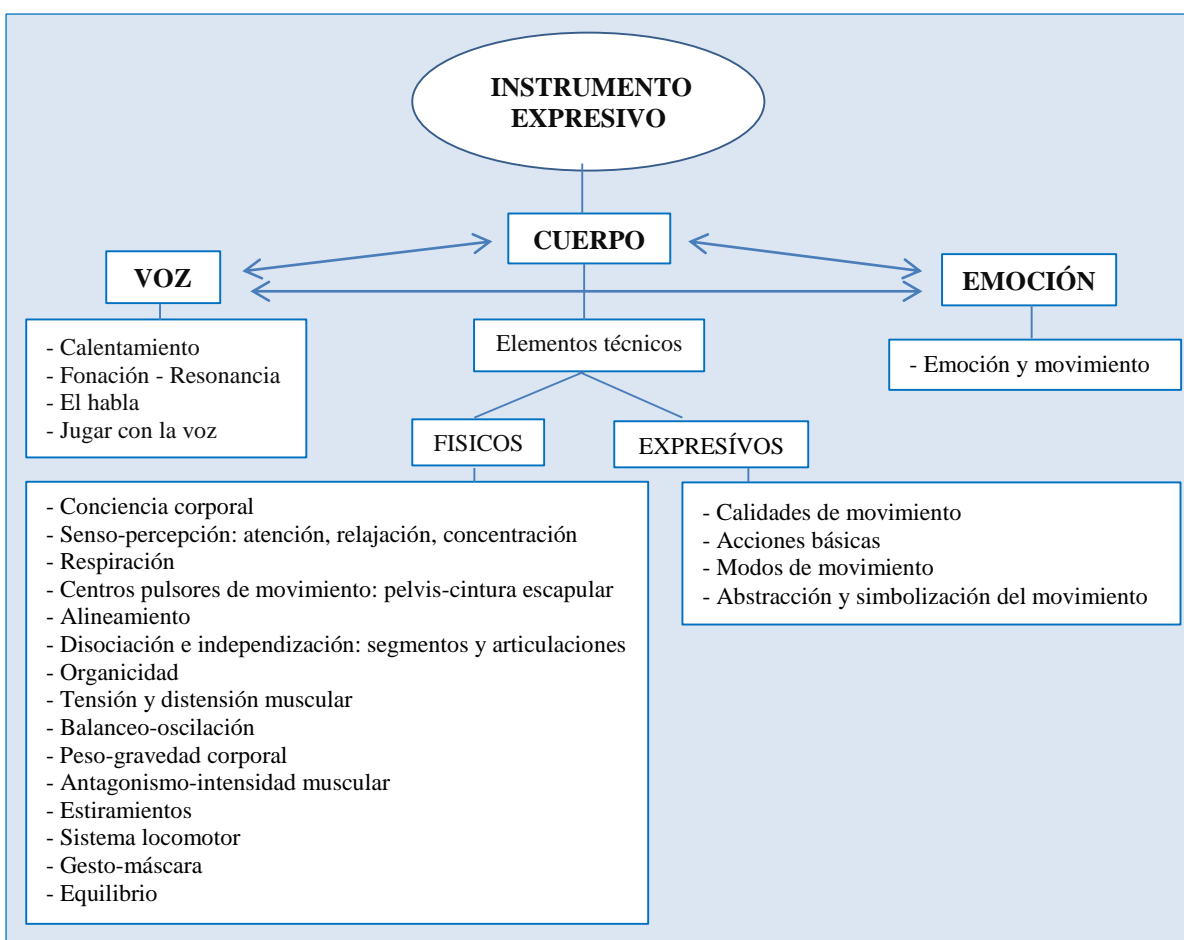 INSTRUMENTO
EXPRESIVO
CUERPO
VOZ
EMOCIÓN
- Calentamiento
- Fonación - Resonancia
- El habla
- Jugar con la voz
Elementos técnicos
- Emoción y movimiento
FISICOS
EXPRESÍVOS
- Conciencia corporal
- Senso-percepción: atención, relajación, concentración
- Respiración
- Centros pulsores de movimiento: pelvis-cintura escapular
- Alineamiento
- Disociación e independización: segmentos y articulaciones
- Organicidad
- Tensión y distensión muscular
- Balanceo-oscilación
- Peso-gravedad corporal
- Antagonismo-intensidad muscular
- Estiramientos
- Sistema locomotor
- Gesto-máscara
- Equilibrio
- Calidades de movimiento
- Acciones básicas
- Modos de movimiento
- Abstracción y simbolización del movimiento